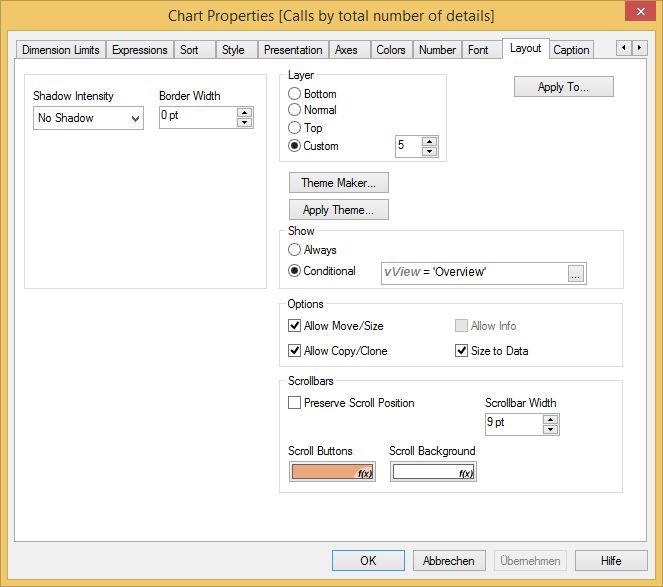 Chart Properties [Calls by total number of details]
Dimension Limits Expressions Sort Style Presentation Axes Colors Number Font Layout Caption
Shadow Intensity
No Shadow
Border Width
0 pt
Layer
Bottom
Normal
Top
Custom
5
Apply To...
Theme Maker...
Apply Theme...
Show
Always
Conditional
vView = 'Overview'
...
Options
Allow Move/Size
Allow Info
Allow Copy/Clone
Size to Data
Scrollbars
Preserve Scroll Position
Scrollbar Width
9 pt
Scroll Buttons
f(x)
Scroll Background
f(x)
OK
Abbrechen
Übernehmen
Hilfe